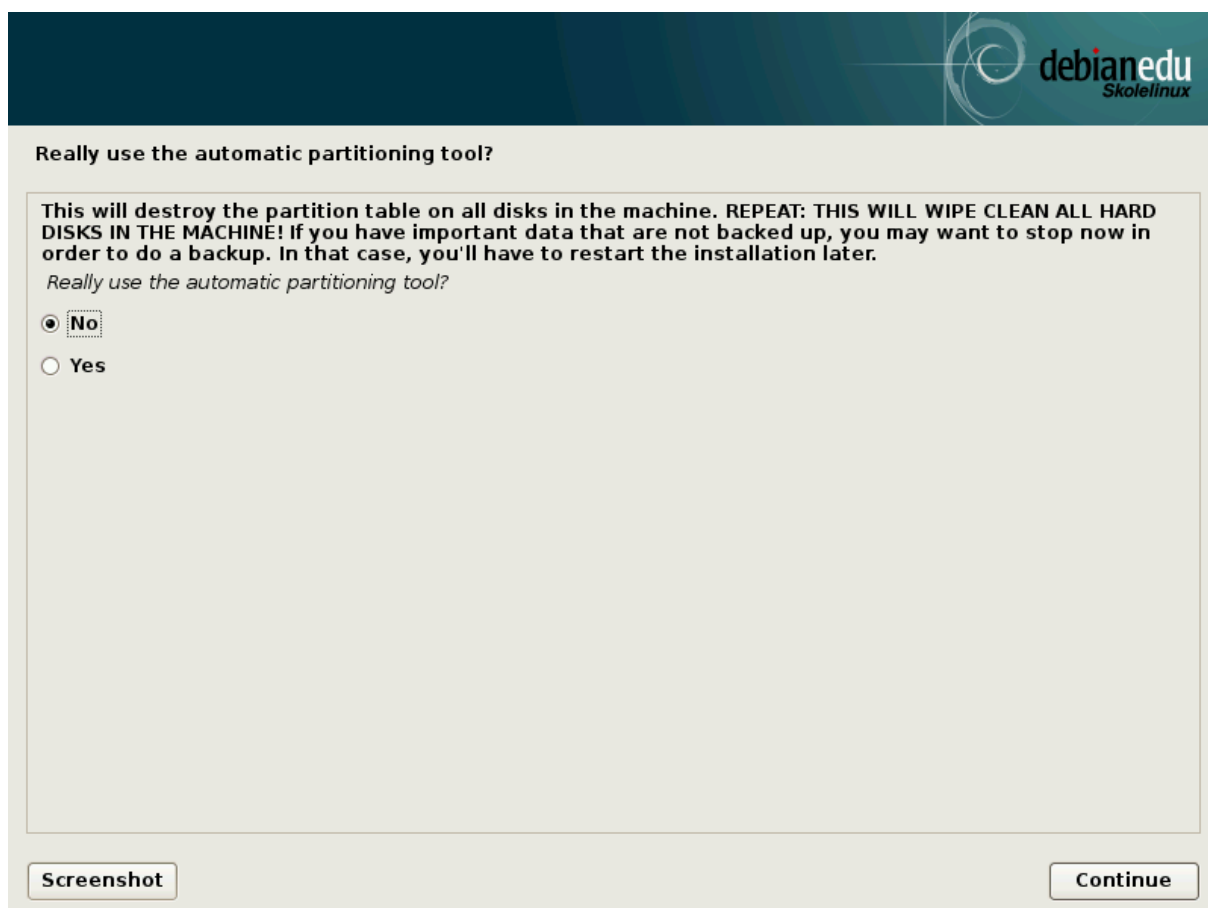 debianedu
Skolelinux
Really use the automatic partitioning tool?
This will destroy the partition table on all disks in the machine. REPEAT: THIS WILL WIPE CLEAN ALL HARD
DISKS IN THE MACHINE! If you have important data that are not backed up, you may want to stop now in
order to do a backup. In that case, you'll have to restart the installation later.
Really use the automatic partitioning tool?
No
Yes
Screenshot
Continue